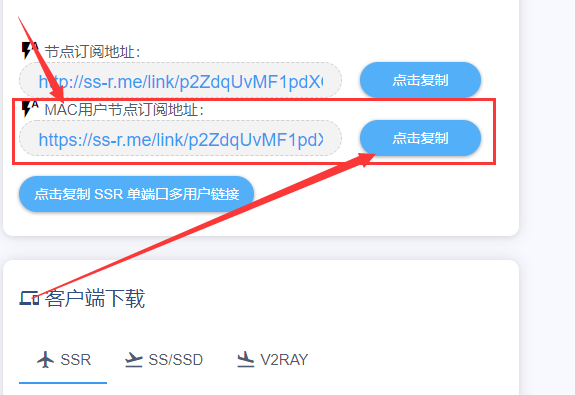 节点订阅地址:
http://ss-r.me/link/p2ZdqUvMF1pdX
点击复制
MAC用户节点订阅地址:
https://ss-r.me/link/p2ZdqUvMF1pdX
点击复制
点击复制 SSR 单端口多用户链接
客户端下载
SSR SS/SSD V2RAY